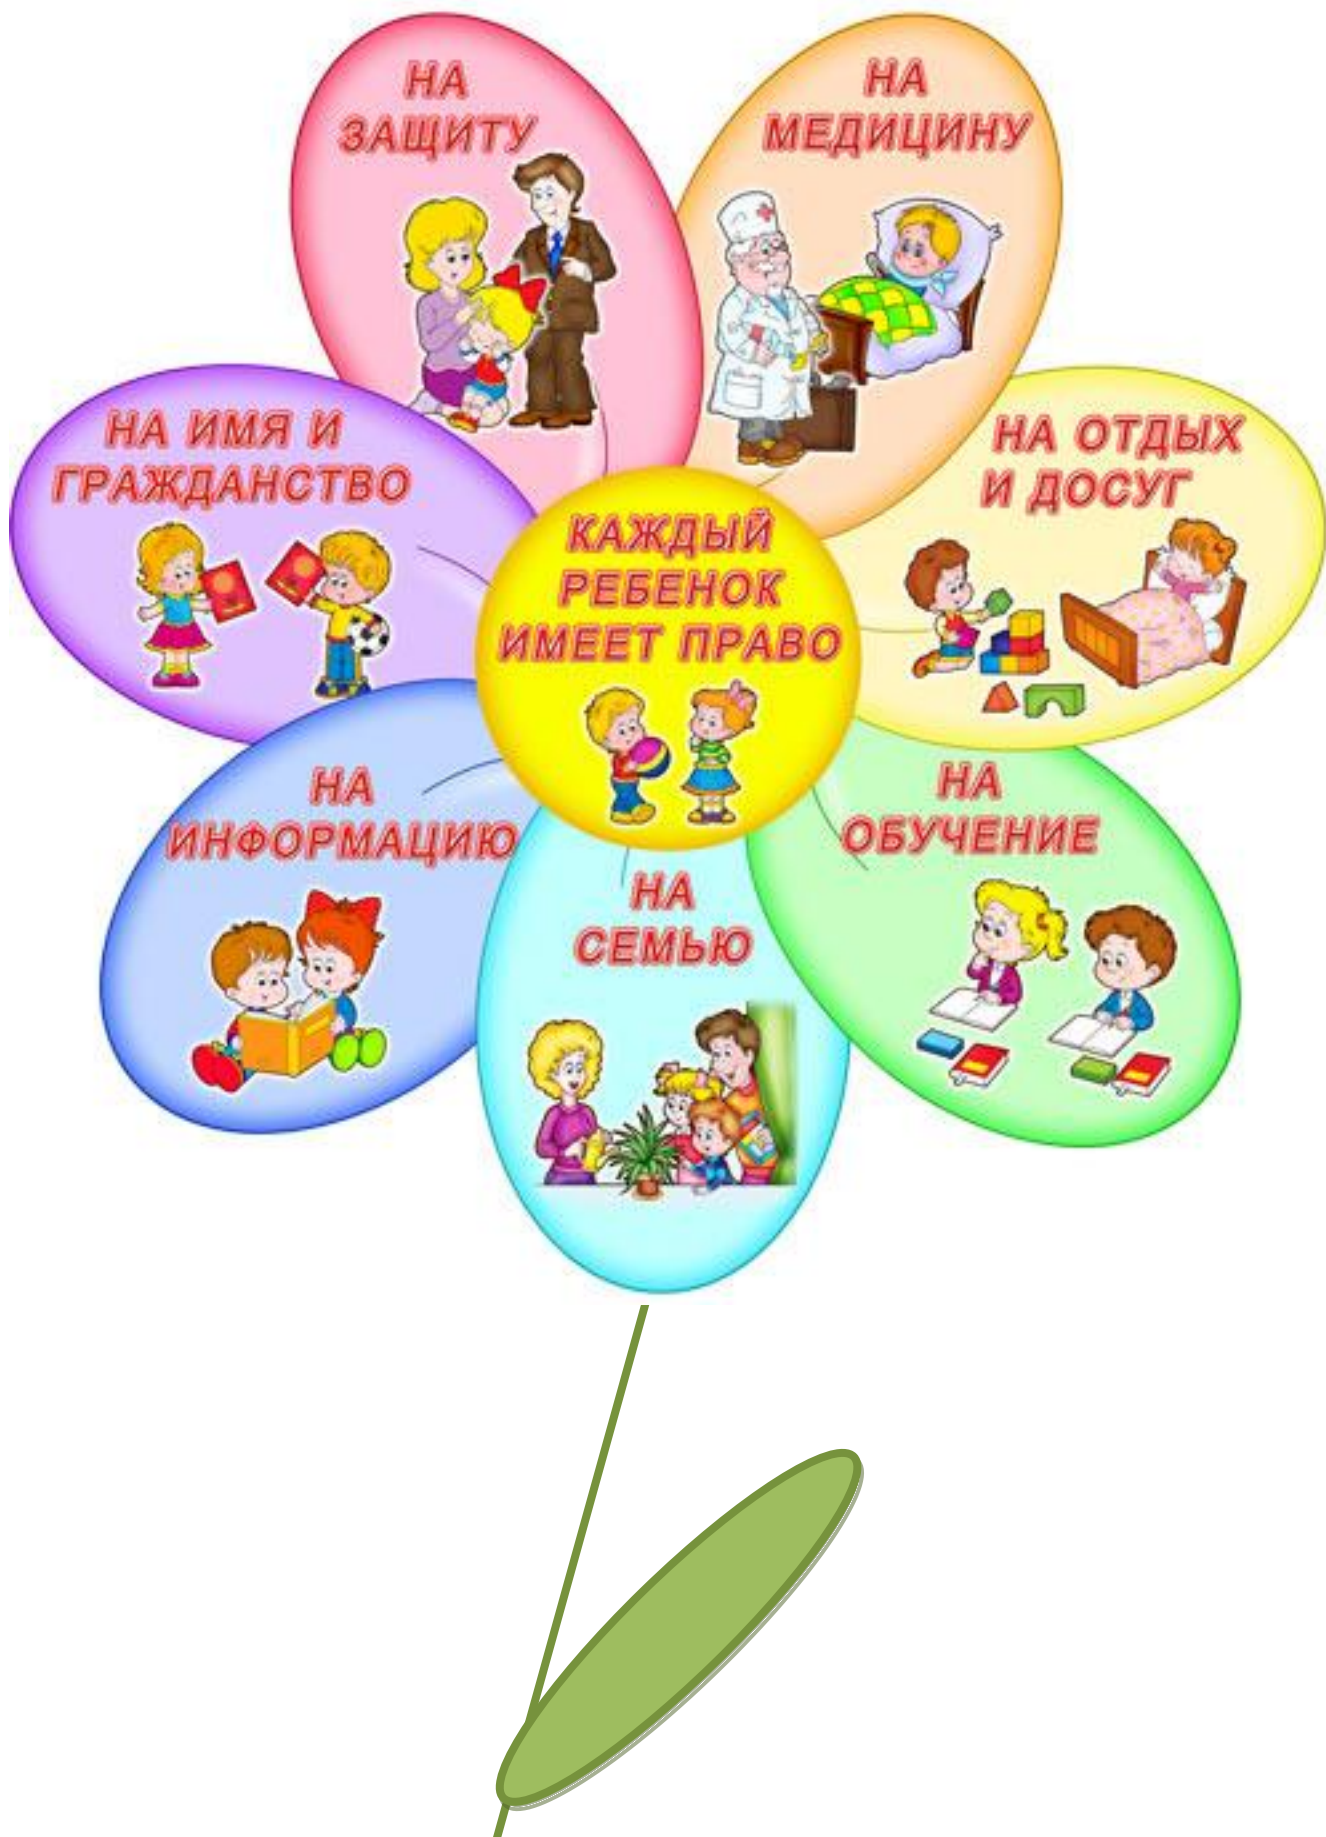 КАЖДЫЙ
РЕБЕНОК
ИМЕЕТ ПРАВО
НА
ЗАЩИТУ
НА
МЕДИЦИНУ
НА ОТДЫХ
И ДОСУГ
НА
ОБУЧЕНИЕ
НА
СЕМЬЮ
НА
ИНФОРМАЦИЮ
НА ИМЯ И
ГРАЖДАНСТВО